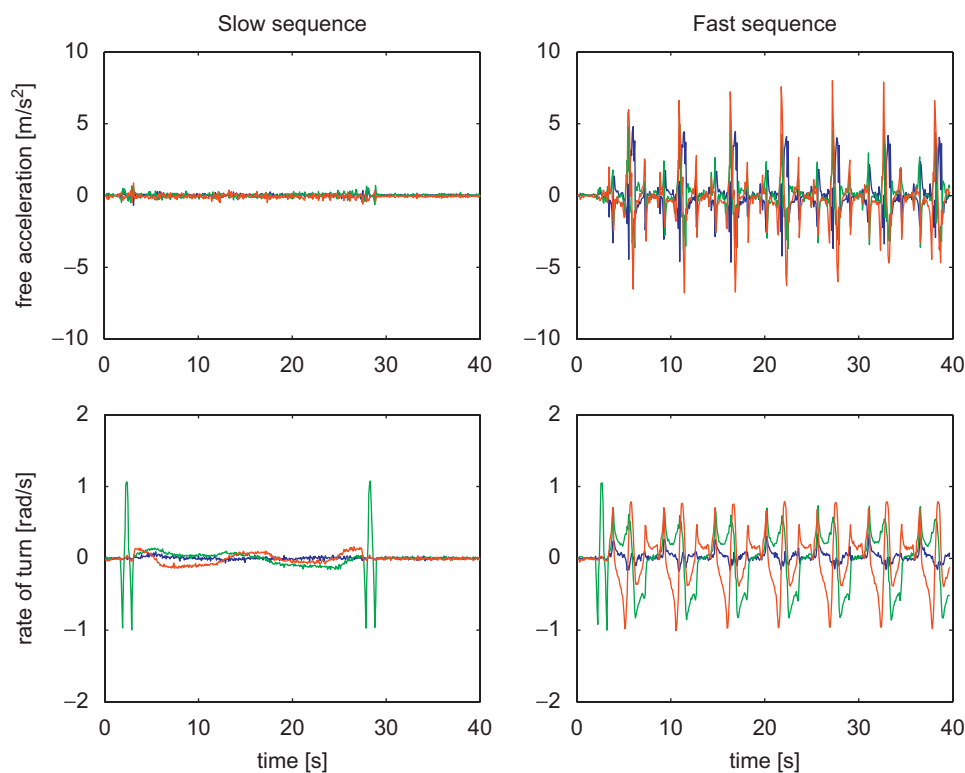 Slow sequence
Fast sequence
free acceleration [m/s²]
10
5
0
−5
−10
0 10 20 30 40
10
5
0
−5
−10
0 10 20 30 40
rate of turn [rad/s]
2
1
0
−1
−2
0 10 20 30 40
time [s]
2
1
0
−1
−2
0 10 20 30 40
time [s]